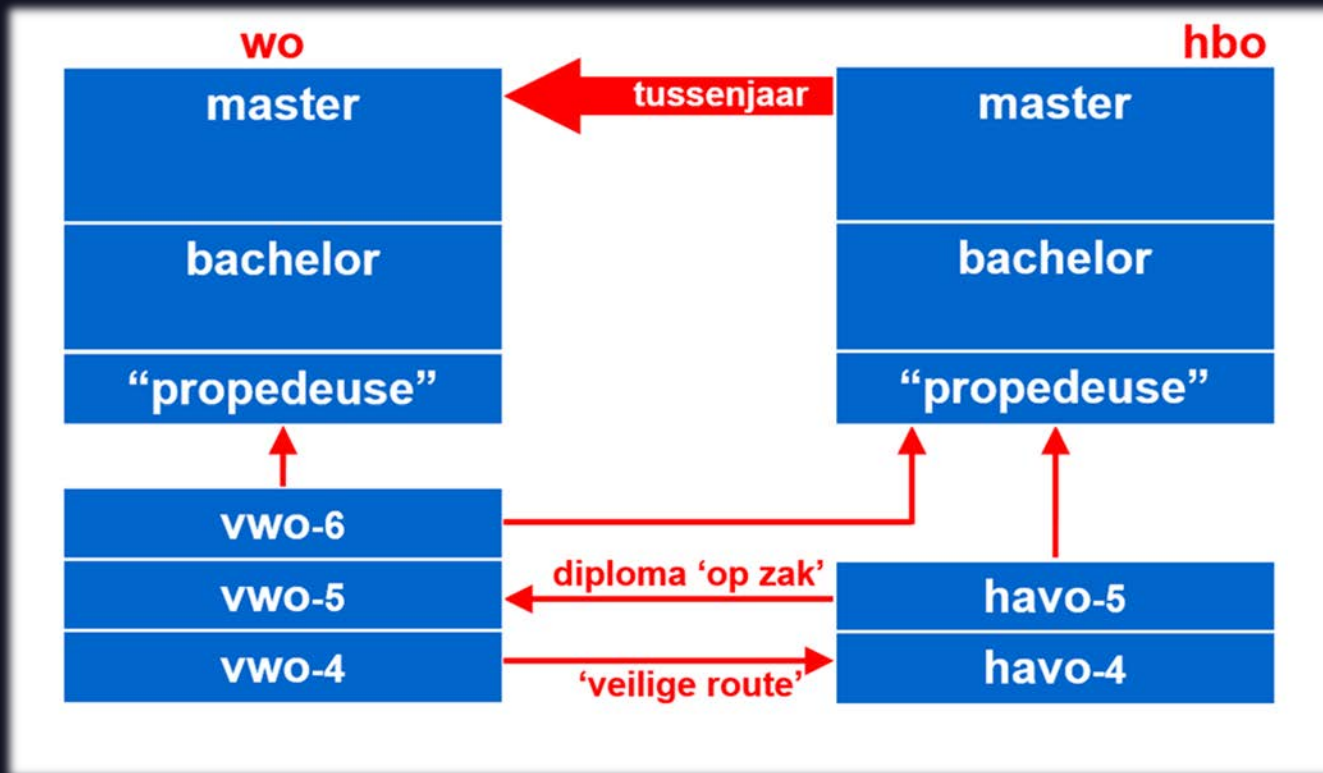 wo
hbo
master
tussenjaar
master
bachelor
bachelor
“propedeuse”
“propedeuse”
vwo-6
diploma ‘op zak’
vwo-5
havo-5
vwo-4
havo-4
‘veilige route’